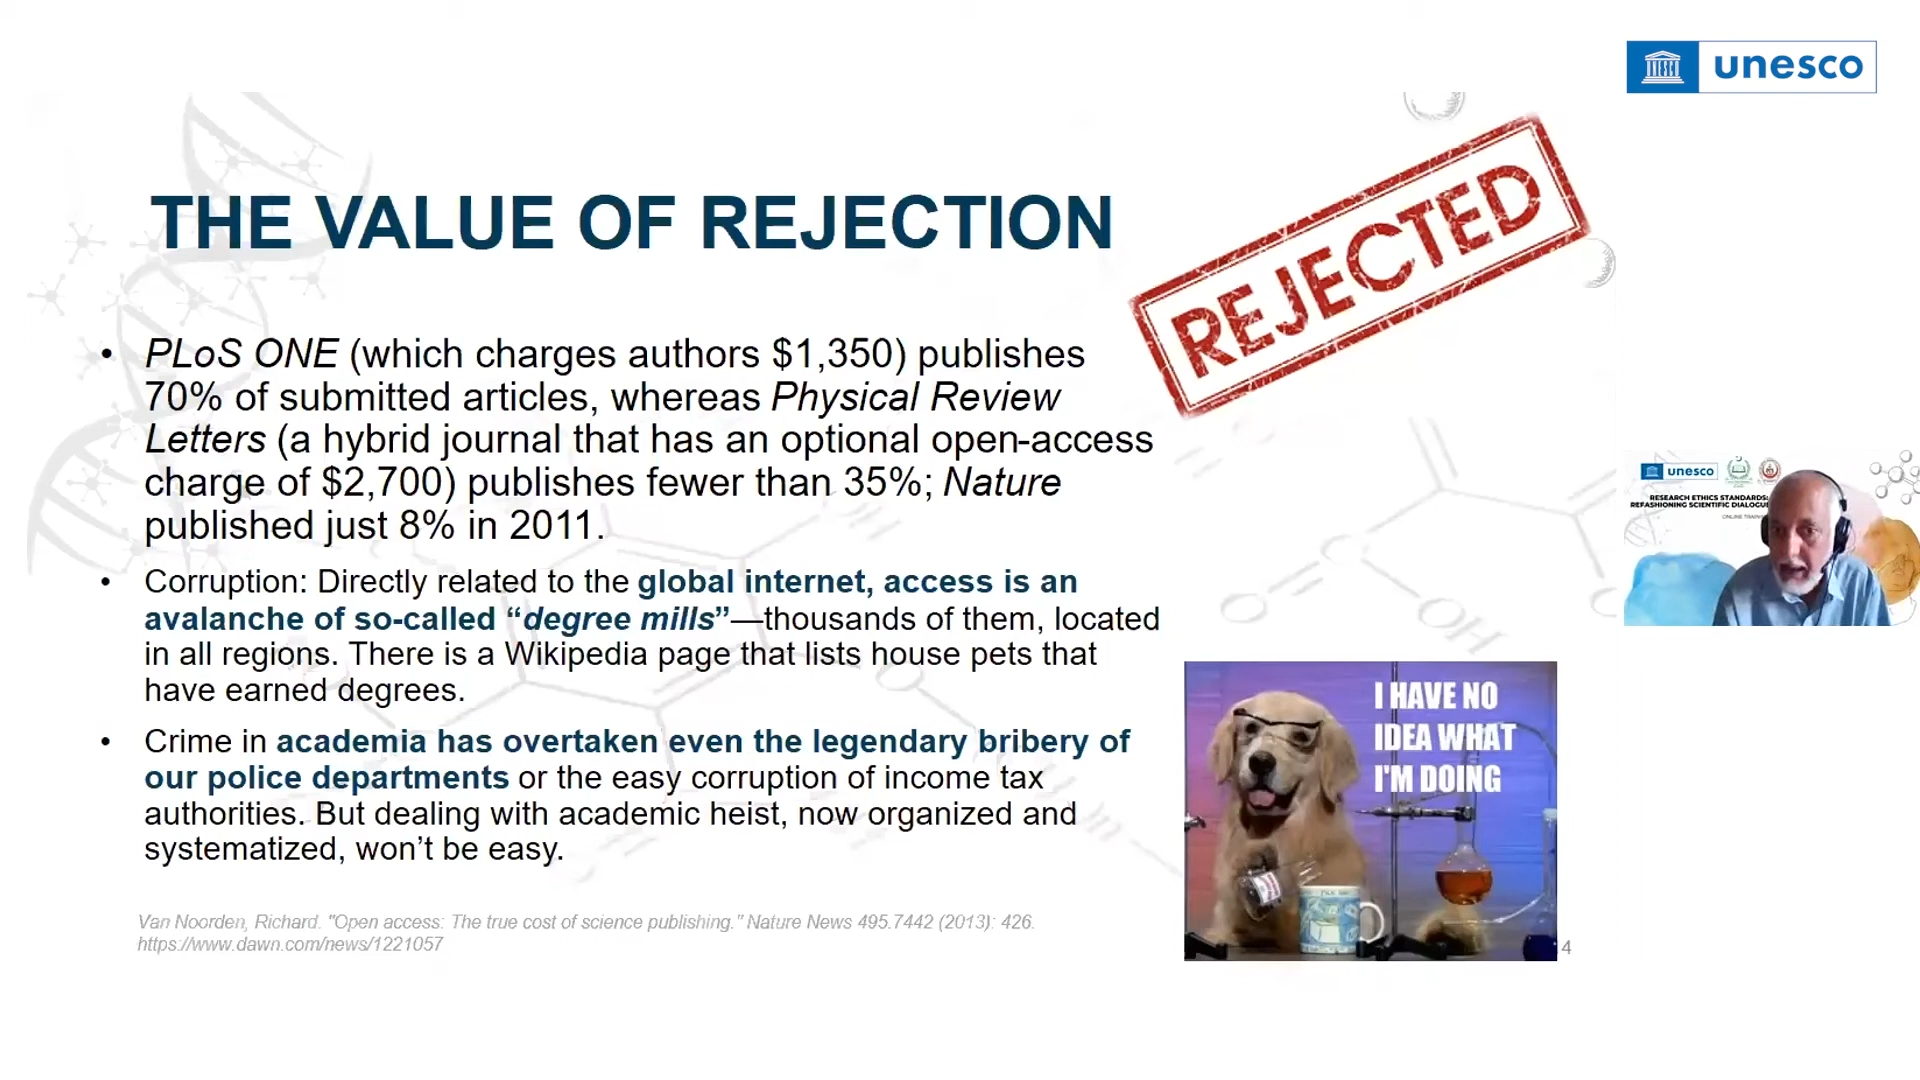 unesco
THE VALUE OF REJECTION
REJECTED
• PLoS ONE (which charges authors $1,350) publishes
70% of submitted articles, whereas Physical Review
Letters (a hybrid journal that has an optional open-access
charge of $2,700) publishes fewer than 35%; Nature
published just 8% in 2011.
• Corruption: Directly related to the global internet, access is an
avalanche of so-called “degree mills”—thousands of them, located
in all regions. There is a Wikipedia page that lists house pets that
have earned degrees.
• Crime in academia has overtaken even the legendary bribery of
our police departments or the easy corruption of income tax
authorities. But dealing with academic heist, now organized and
systematized, won’t be easy.
Van Noorden, Richard. "Open access: The true cost of science publishing." Nature News 495.7442 (2013): 426.
https://www.dawn.com/news/1221057
I HAVE NO
IDEA WHAT
I'M DOING
4
unesco
RESEARCH ETHICS STANDARDS:
REFASHIONING SCIENTIFIC DIALOGUE
ONLINE